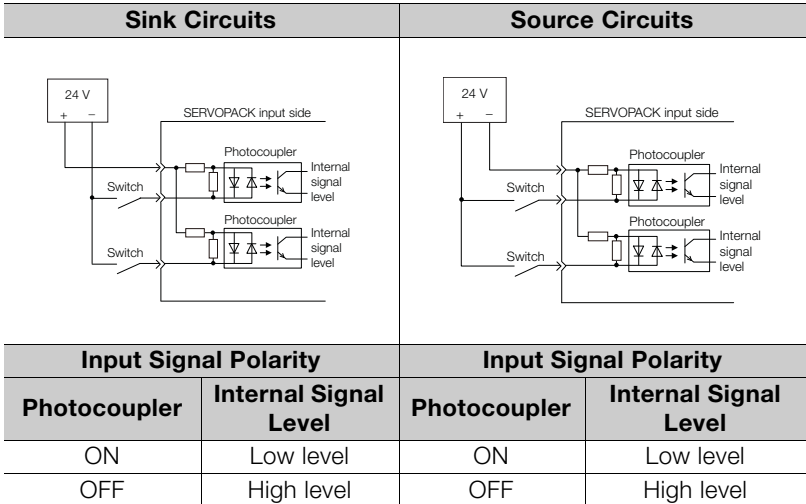 Sink Circuits
Source Circuits
24 V
+ −
SERVOPACK input side
Photocoupler
Switch
Internal
signal
level
Photocoupler
Switch
Internal
signal
level
24 V
+ −
SERVOPACK input side
Photocoupler
Switch
Internal
signal
level
Photocoupler
Switch
Internal
signal
level
Input Signal Polarity
Input Signal Polarity
Photocoupler
Internal Signal
Level
Photocoupler
Internal Signal
Level
ON Low level ON Low level
OFF High level OFF High level